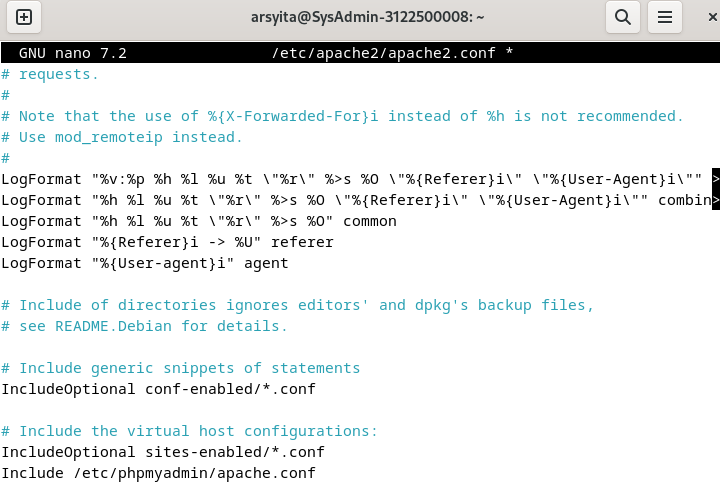 arsyita@SysAdmin-3122500008: ~
GNU nano 7.2 /etc/apache2/apache2.conf *
# requests.
#
# Note that the use of %{X-Forwarded-For}i instead of %h is not recommended.
# Use mod_remoteip instead.
#
LogFormat "%v:%p %h %l %u %t \"%r\" %>s %O \"%{Referer}i\" \"%{User-Agent}i\"" >
LogFormat "%h %l %u %t \"%r\" %>s %O \"%{Referer}i\" \"%{User-Agent}i\"" combin>
LogFormat "%h %l %u %t \"%r\" %>s %O" common
LogFormat "%{Referer}i -> %U" referer
LogFormat "%{User-agent}i" agent
# Include of directories ignores editors' and dpkg's backup files,
# see README.Debian for details.
# Include generic snippets of statements
IncludeOptional conf-enabled/*.conf
# Include the virtual host configurations:
IncludeOptional sites-enabled/*.conf
Include /etc/phpmyadmin/apache.conf